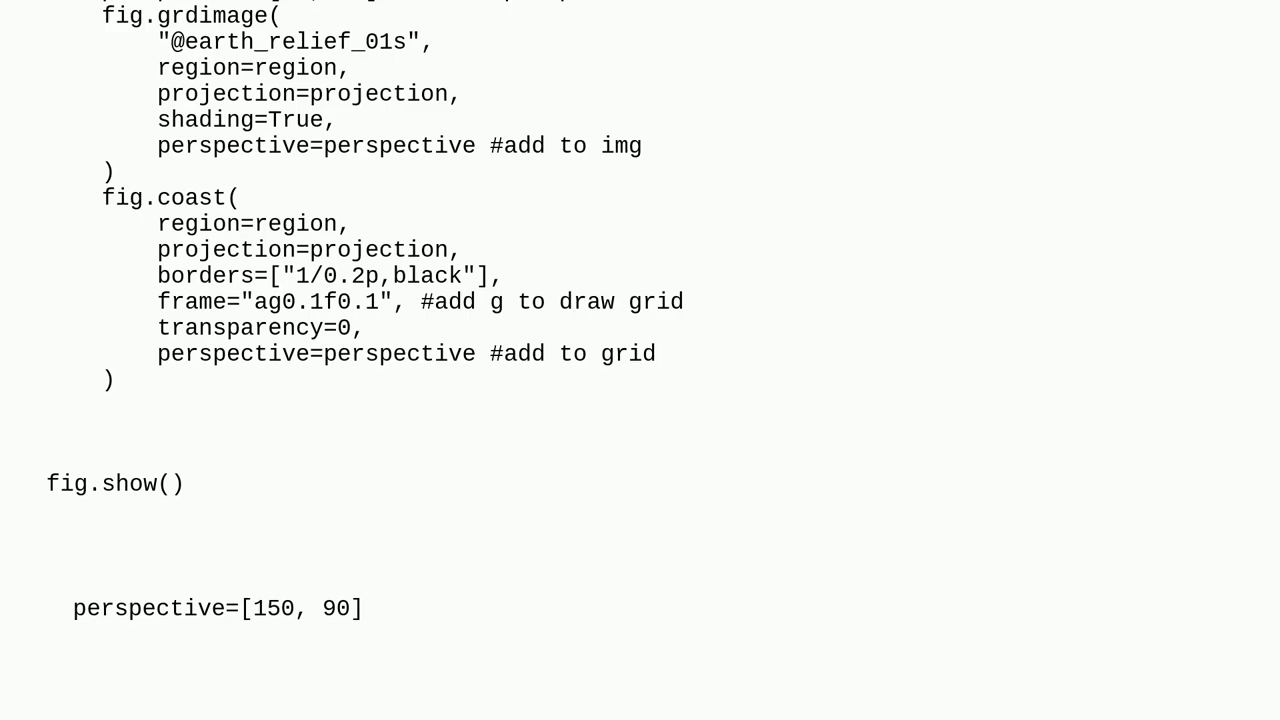 fig.grdimage(
"@earth_relief_01s",
region=region,
projection=projection,
shading=True,
perspective=perspective #add to img
)
fig.coast(
region=region,
projection=projection,
borders=["1/0.2p,black"],
frame="ag0.1f0.1", #add g to draw grid
transparency=0,
perspective=perspective #add to grid
)
fig.show()
perspective=[150, 90]